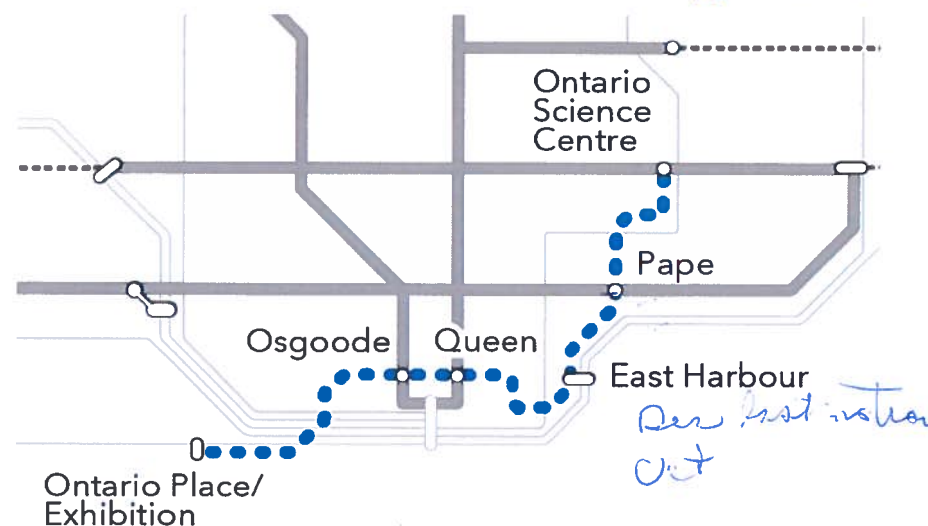 Ontario
Science
Centre
Pape
Osgoode
Queen
East Harbour
Ontario Place/
Exhibition